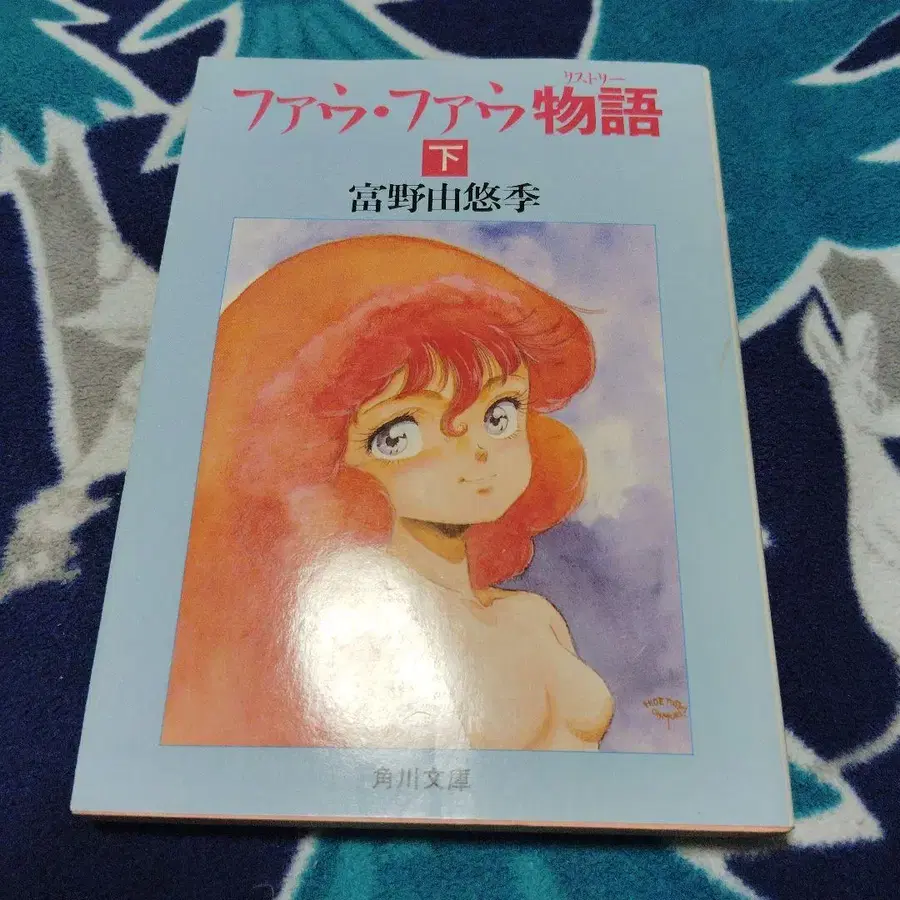 ファウ・ファウ物語
リストリー
下
富野由悠季
角川文庫